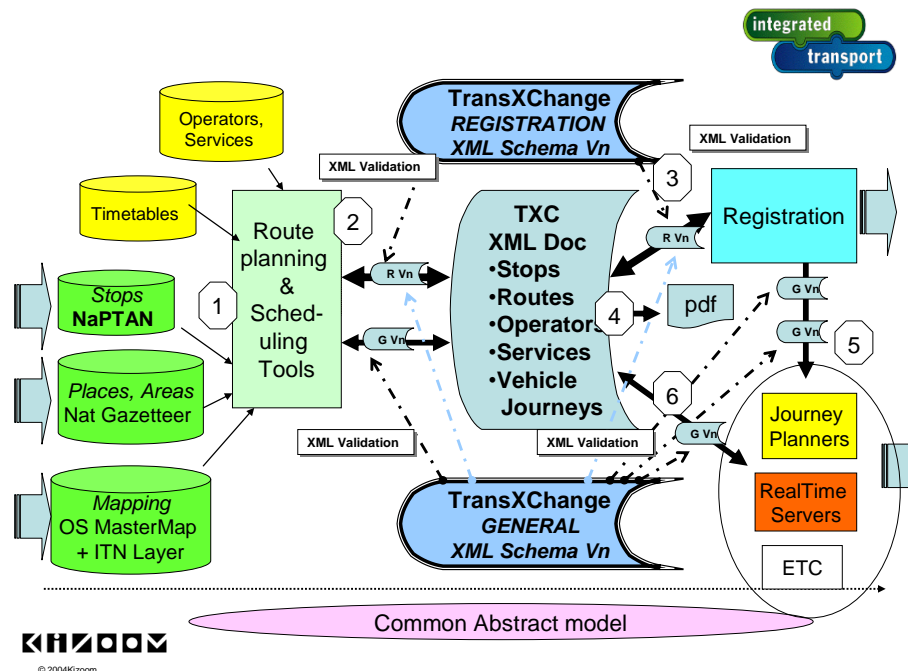 integrated
transport
TransXChange
REGISTRATION
XML Schema Vn
Operators,
Services
XML Validation
XML Validation
Timetables
Route
planning
&
Sched-
uling
Tools
1
2
3
TXC
XML Doc
•Stops
•Routes
•Operators
•Services
•Vehicle
Journeys
R Vn
R Vn
Registration
Stops
NaPTAN
G Vn
4
pdf
G Vn
G Vn
5
Places, Areas
Nat Gazetteer
6
G Vn
XML Validation
XML Validation
Journey
Planners
Mapping
OS MasterMap
+ ITN Layer
TransXChange
GENERAL
XML Schema Vn
RealTime
Servers
ETC
Common Abstract model
KIZOOM
© 2004Kizoom